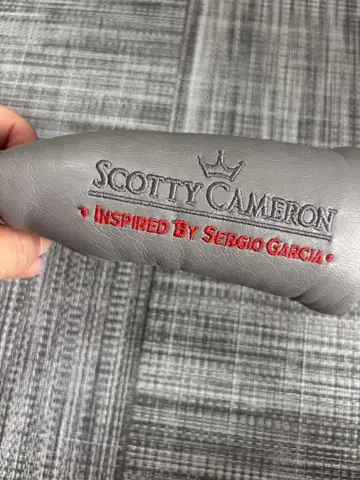 SCOTTY CAMERON
• INSPIRED BY SERGIO GARCIA •